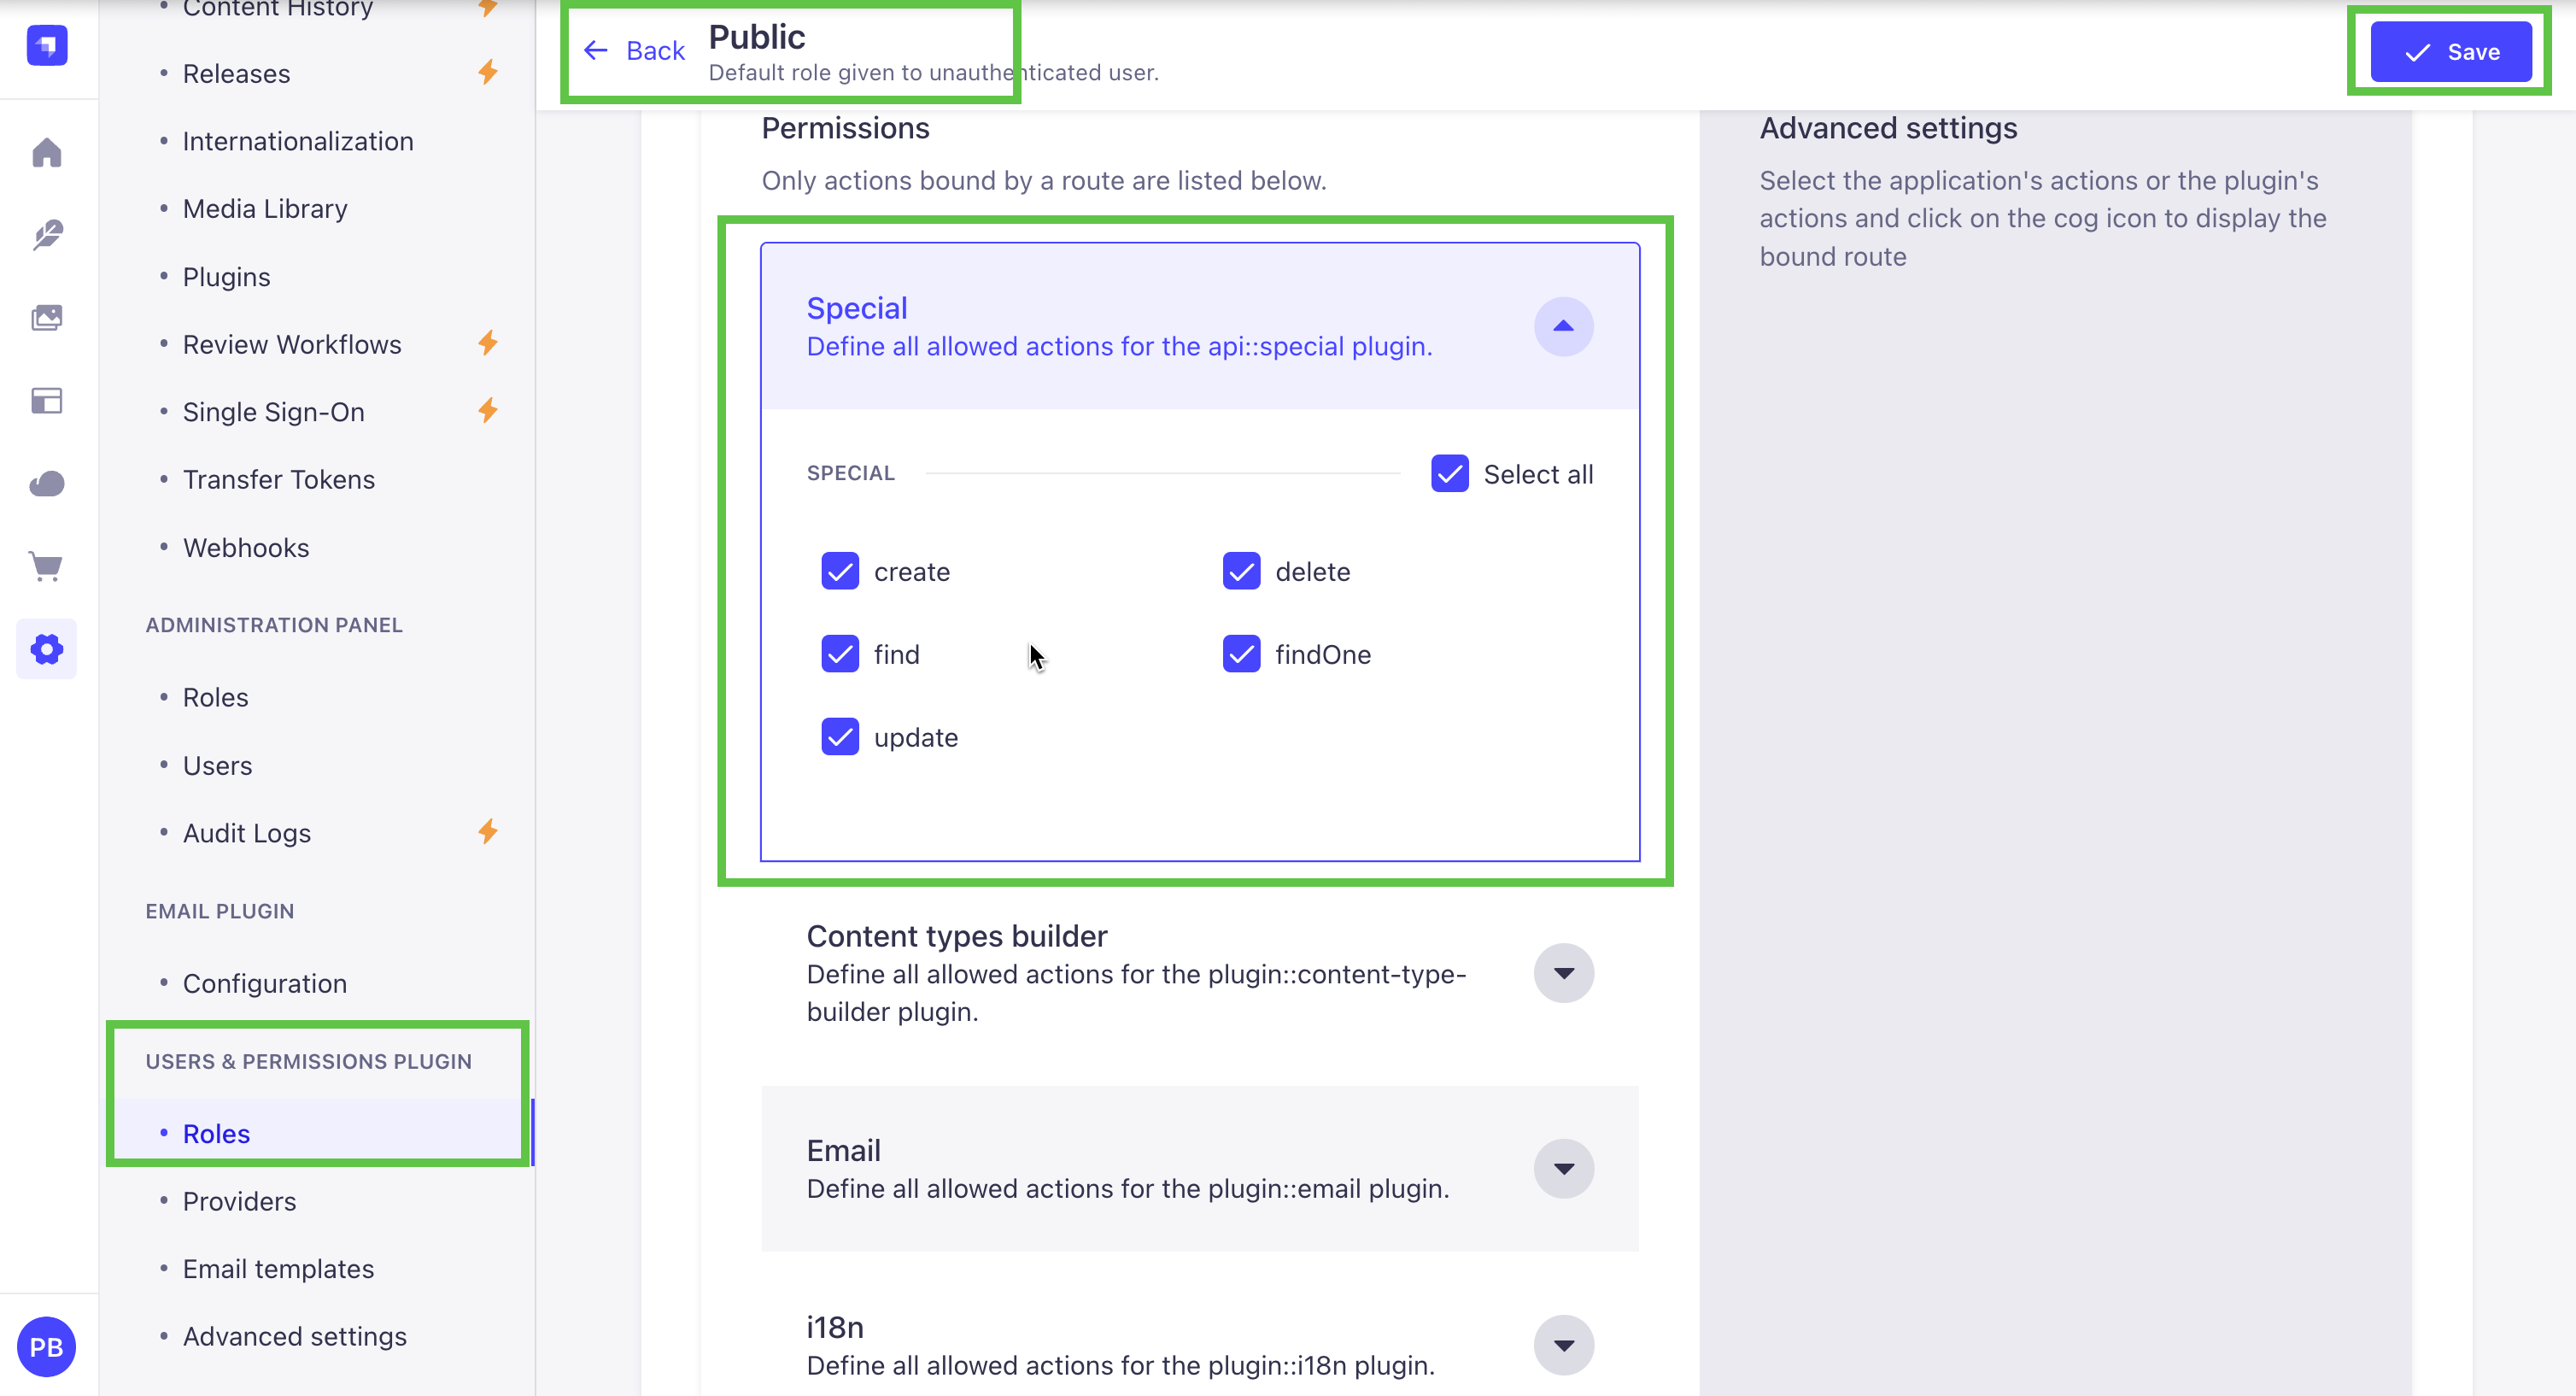 Content History
Releases
Internationalization
Media Library
Plugins
Review Workflows
Single Sign-On
Transfer Tokens
Webhooks
ADMINISTRATION PANEL
Roles
Users
Audit Logs
EMAIL PLUGIN
Configuration
USERS & PERMISSIONS PLUGIN
Roles
Providers
Email templates
Advanced settings
PB
Back
Public
Default role given to unauthenticated user.
Save
Permissions
Only actions bound by a route are listed below.
Special
Define all allowed actions for the api::special plugin.
SPECIAL
Select all
create
delete
find
findOne
update
Content types builder
Define all allowed actions for the plugin::content-type-
builder plugin.
Email
Define all allowed actions for the plugin::email plugin.
i18n
Define all allowed actions for the plugin::i18n plugin.
Advanced settings
Select the application's actions or the plugin's
actions and click on the cog icon to display the
bound route